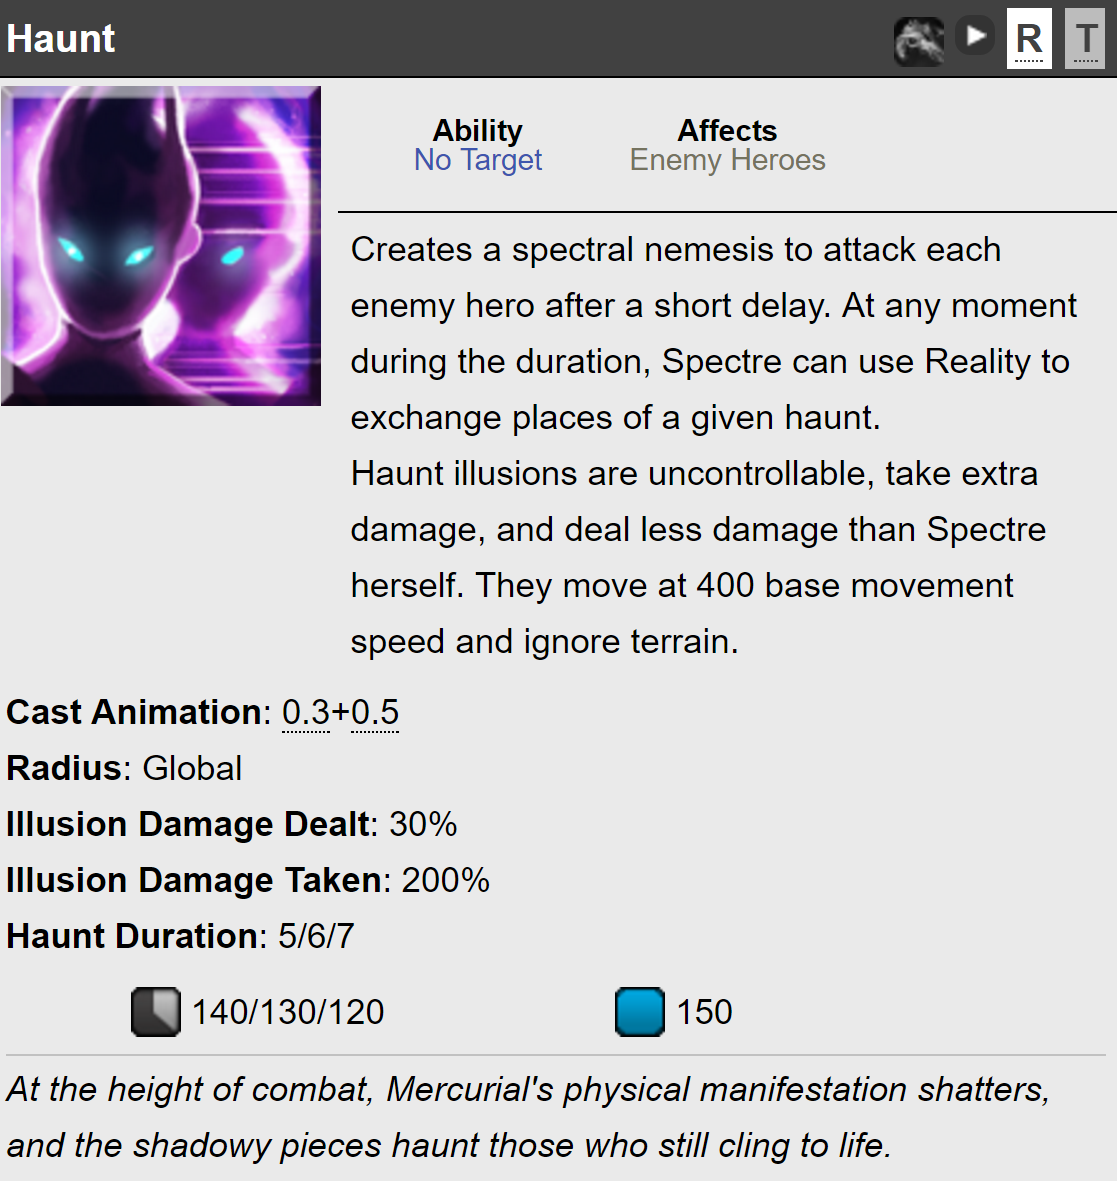 Haunt R T
Ability Affects
No Target Enemy Heroes
Creates a spectral nemesis to attack each
enemy hero after a short delay. At any moment
during the duration, Spectre can use Reality to
exchange places of a given haunt.
Haunt illusions are uncontrollable, take extra
damage, and deal less damage than Spectre
herself. They move at 400 base movement
speed and ignore terrain.
Cast Animation: 0.3+0.5
Radius: Global
Illusion Damage Dealt: 30%
Illusion Damage Taken: 200%
Haunt Duration: 5/6/7
140/130/120 150
At the height of combat, Mercurial's physical manifestation shatters,
and the shadowy pieces haunt those who still cling to life.